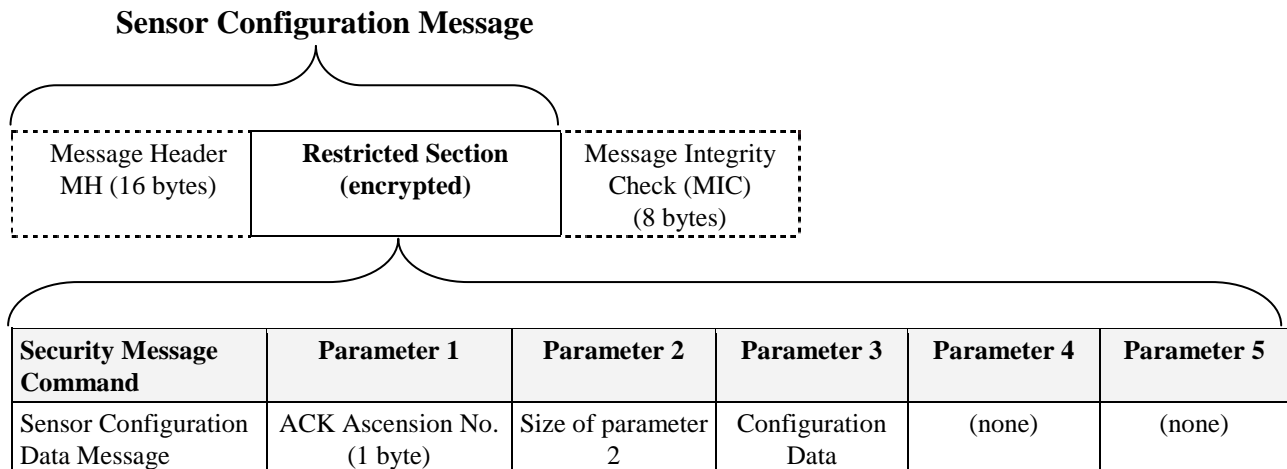 Sensor Configuration Message
Message Header
MH (16 bytes)
Restricted Section
(encrypted)
Message Integrity
Check (MIC)
(8 bytes)
Security Message
Command
Parameter 1
Parameter 2
Parameter 3
Parameter 4
Parameter 5
Sensor Configuration
Data Message
ACK Ascension No.
(1 byte)
Size of parameter
2
Configuration
Data
(none)
(none)